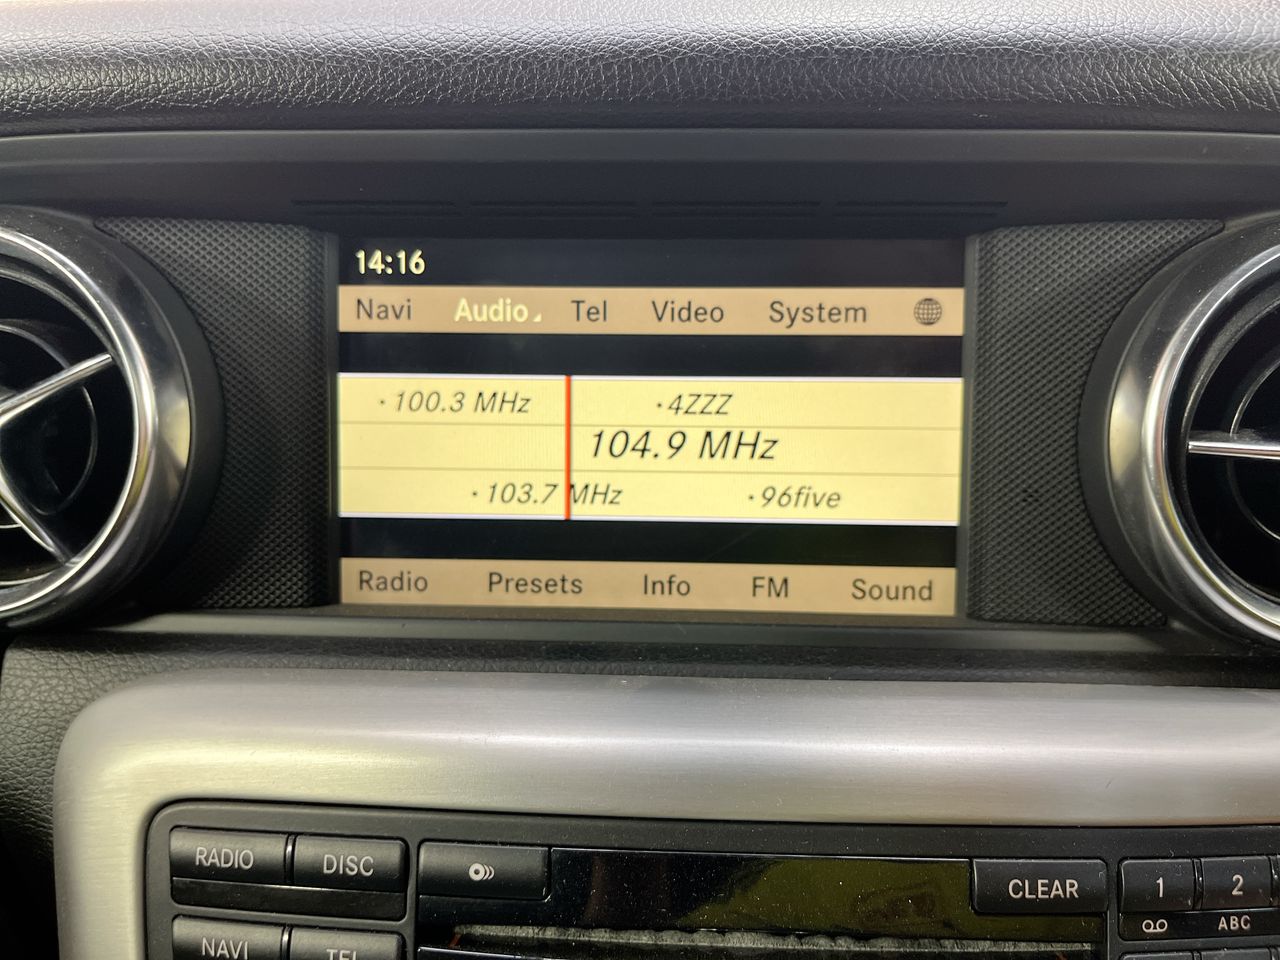 14:16
Navi Audio Tel Video System
·100.3 MHz ·4ZZZ
104.9 MHz
·103.7 MHz ·96five
Radio Presets Info FM Sound
RADIO DISC CLEAR 1 2
ABC
NAVI TEL